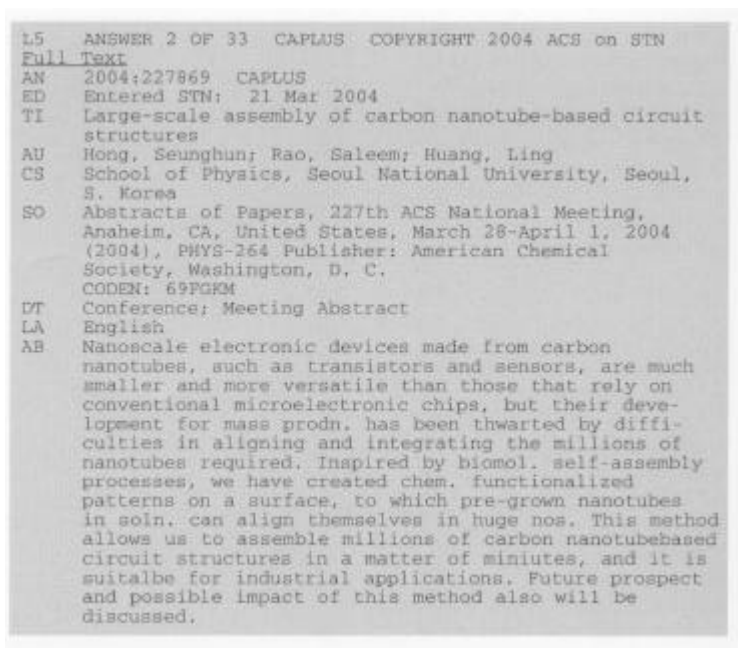 L5 ANSWER 2 OF 33 CAPLUS COPYRIGHT 2004 ACS on STN
Full Text
AN 2004:227869 CAPLUS
ED Entered STN: 21 Mar 2004
TI Large-scale assembly of carbon nanotube-based circuit
structures
AU Hong, Seunghun; Rao, Saleem; Huang, Ling
CS School of Physics, Seoul National University, Seoul,
S. Korea
SO Abstracts of Papers, 227th ACS National Meeting,
Anaheim, CA, United States, March 28-April 1, 2004
(2004), PHYS-264 Publisher: American Chemical
Society, Washington, D. C.
CODEN: 69FGKM
DT Conference; Meeting Abstract
LA English
AB Nanoscale electronic devices made from carbon
nanotubes, such as transistors and sensors, are much
smaller and more versatile than those that rely on
conventional microelectronic chips, but their deve-
lopment for mass prodn. has been thwarted by diffi-
culties in aligning and integrating the millions of
nanotubes required. Inspired by biomol. self-assembly
processes, we have created chem. functionalized
patterns on a surface, to which pre-grown nanotubes
in soln. can align themselves in huge nos. This method
allows us to assemble millions of carbon nanotubebased
circuit structures in a matter of miniutes, and it is
suitalbe for industrial applications. Future prospect
and possible impact of this method also will be
discussed.